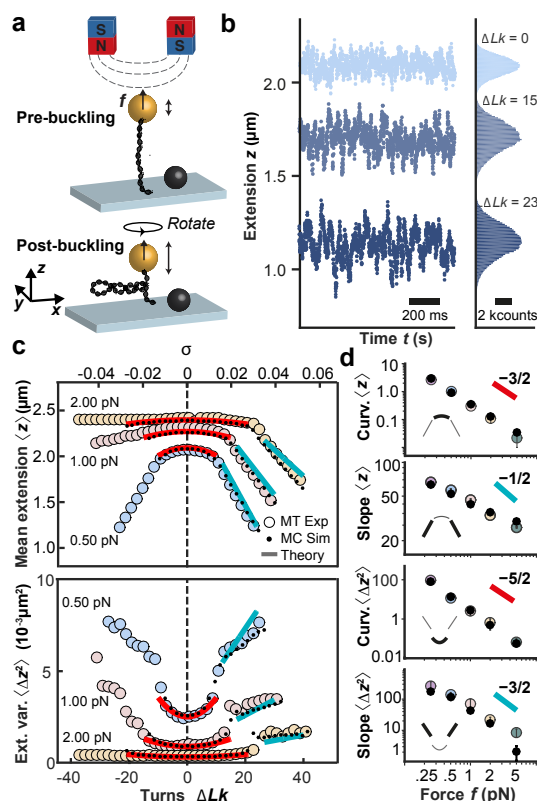 a
S
N
N
S
f
Pre-buckling
Rotate
Post-buckling
z
y
x
b
Extension z (μm)
2.0
1.5
1.0
ΔLk = 0
ΔLk = 15
ΔLk = 23
200 ms
2 kcounts
Time t (s)
c
σ
-0.04 -0.02 0 0.02 0.04 0.06
Mean extension ⟨z⟩ (μm)
2.5
2.0
1.5
1.0
2.00 pN
1.00 pN
0.50 pN
MT Exp
MC Sim
Theory
Ext. var. ⟨Δz²⟩ (10⁻³μm²)
10
5
0
0.50 pN
1.00 pN
2.00 pN
-40 -20 0 20 40
Turns ΔLk
d
Curv. ⟨z⟩
10
1.0
0.1
−3/2
Slope ⟨z⟩
100
50
−1/2
Curv. ⟨Δz²⟩
100
1
0.01
−5/2
Slope ⟨Δz²⟩
100
10
1
−3/2
.25 .5 1 2 5
Force f (pN)